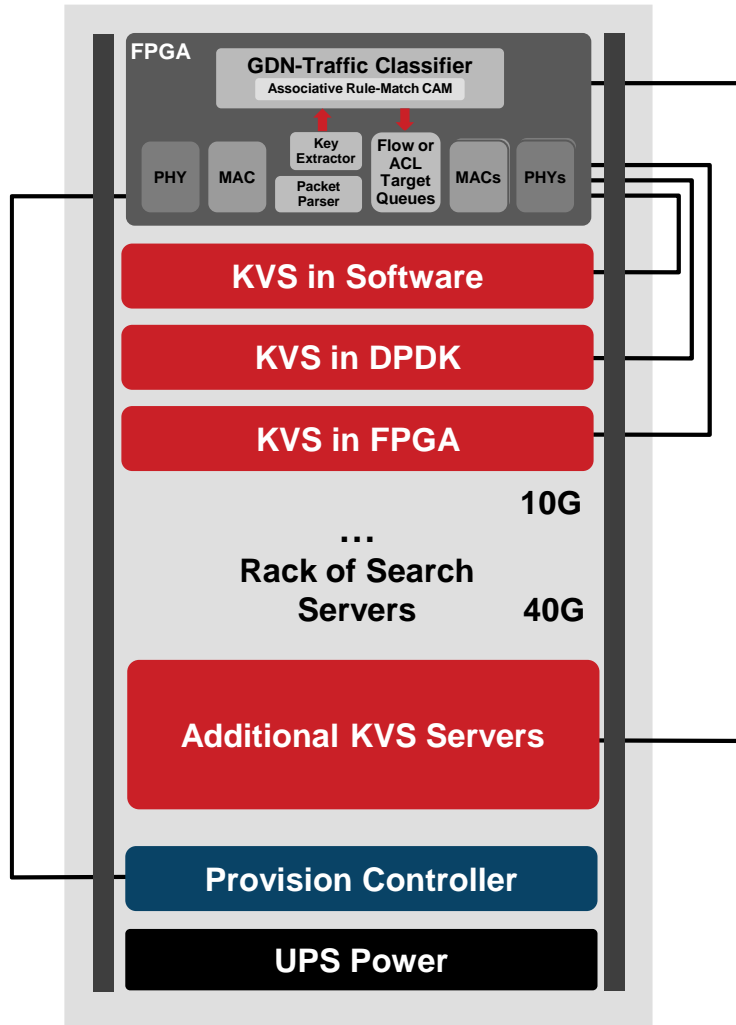 FPGA
GDN-Traffic Classifier
Associative Rule-Match CAM
PHY
MAC
Key
Extractor
Packet
Parser
Flow or
ACL
Target
Queues
MACs
PHYs
KVS in Software
KVS in DPDK
KVS in FPGA
10G
...
Rack of Search
Servers
40G
Additional KVS Servers
Provision Controller
UPS Power